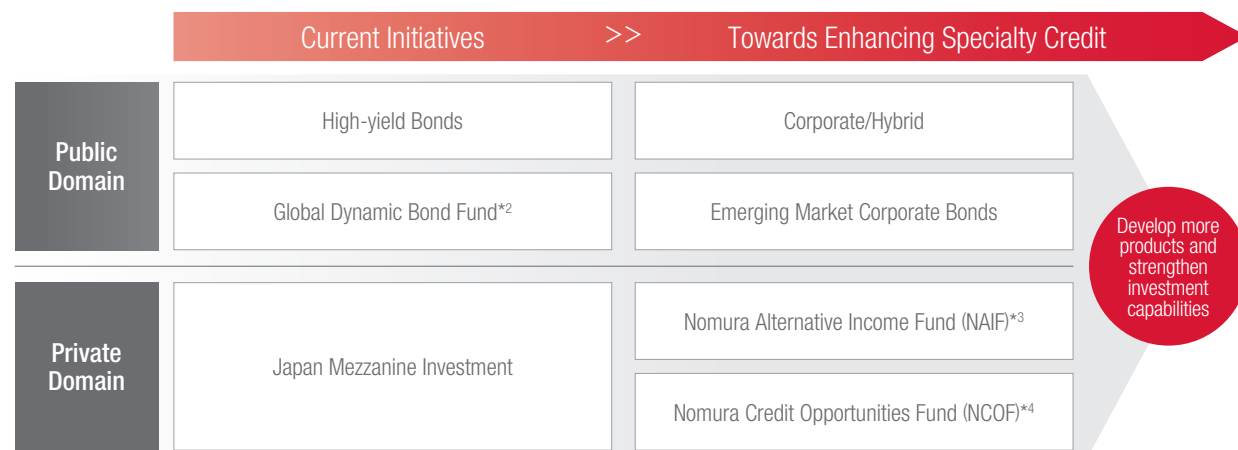 Current Initiatives >> Towards Enhancing Specialty Credit
Public
Domain
High-yield Bonds
Corporate/Hybrid
Global Dynamic Bond Fund*2
Emerging Market Corporate Bonds
Private
Domain
Japan Mezzanine Investment
Nomura Alternative Income Fund (NAIF)*3
Nomura Credit Opportunities Fund (NCOF)*4
Develop more
products and
strengthen
investment
capabilities